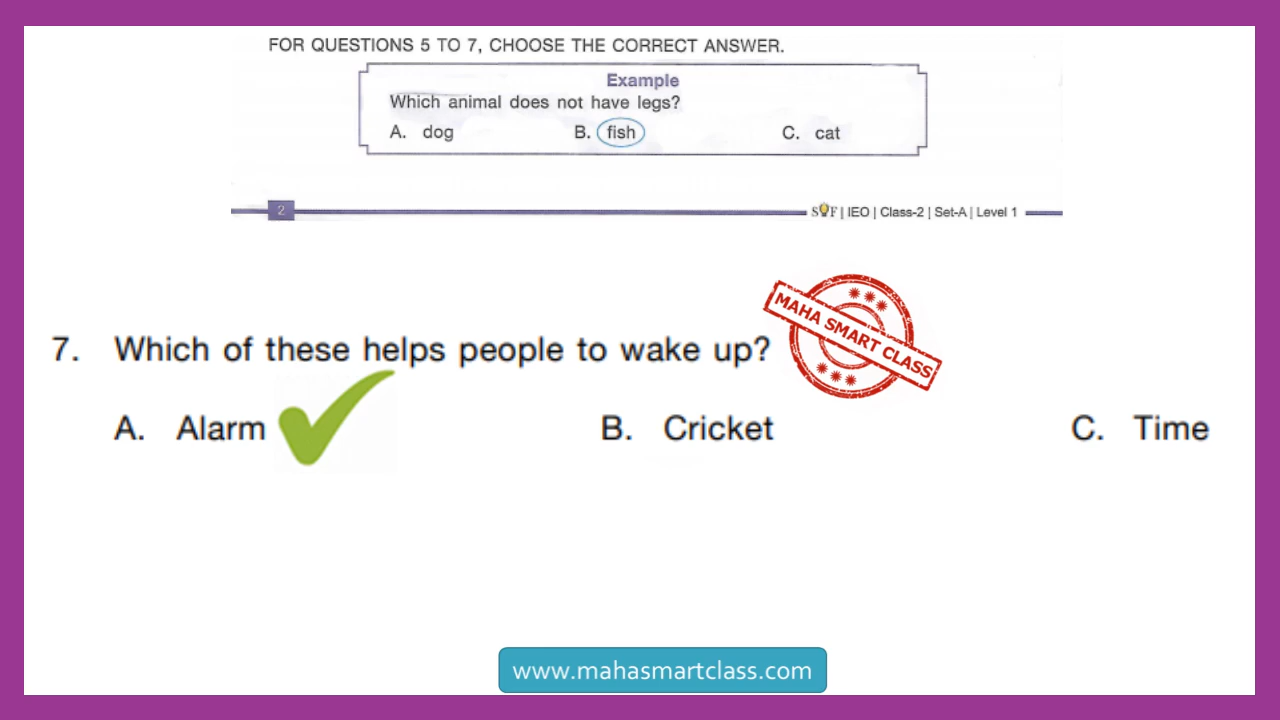 FOR QUESTIONS 5 TO 7, CHOOSE THE CORRECT ANSWER.
Example
Which animal does not have legs?
A. dog B. fish C. cat
2 SOF | IEO | Class-2 | Set-A | Level 1
MAHA SMART CLASS
7. Which of these helps people to wake up?
A. Alarm B. Cricket C. Time
www.mahasmartclass.com